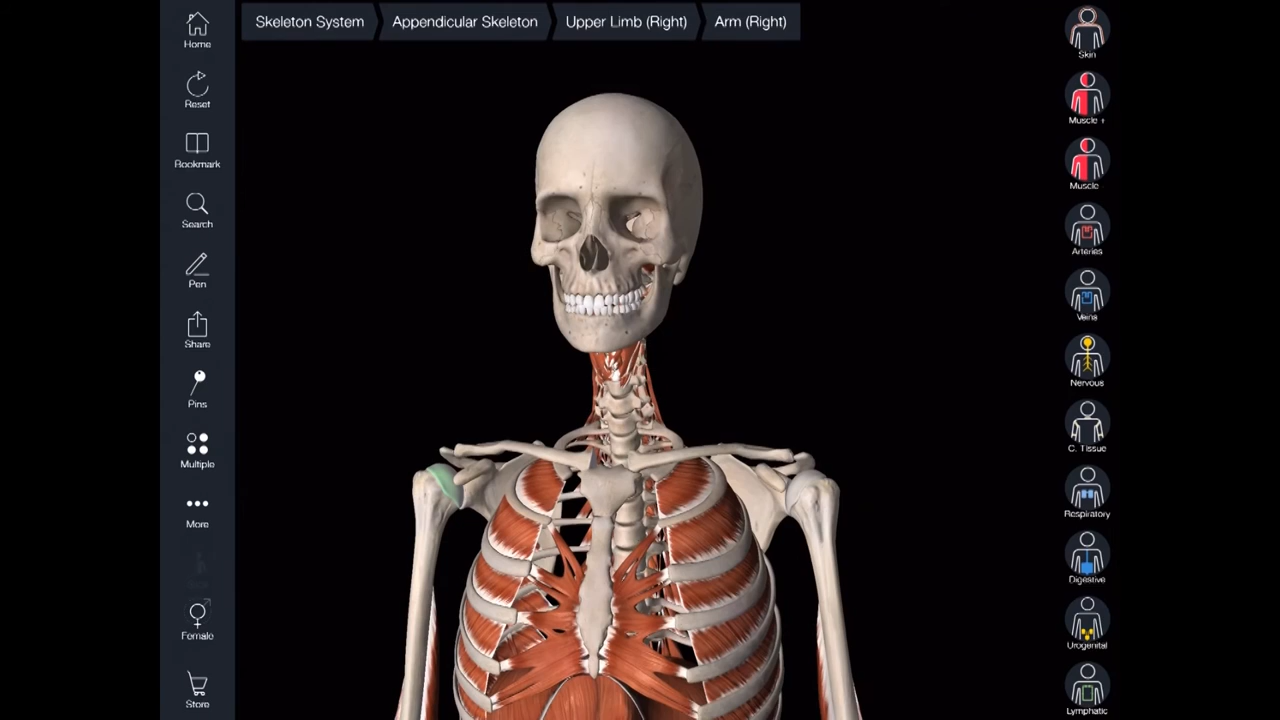 Skeleton System
Appendicular Skeleton
Upper Limb (Right)
Arm (Right)
Home
Reset
Bookmark
Search
Pen
Share
Pins
Multiple
More
Female
Store
Skin
Muscle +
Muscle
Arteries
Veins
Nervous
C. Tissue
Respiratory
Digestive
Urogenital
Lymphatic